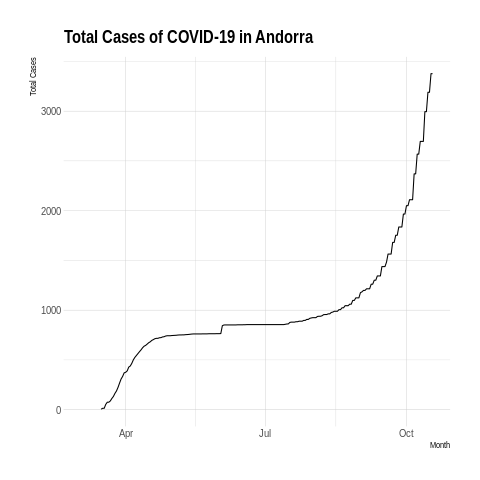 Total Cases of COVID-19 in Andorra
Total Cases
3000
2000
1000
0
Apr
Jul
Oct
Month